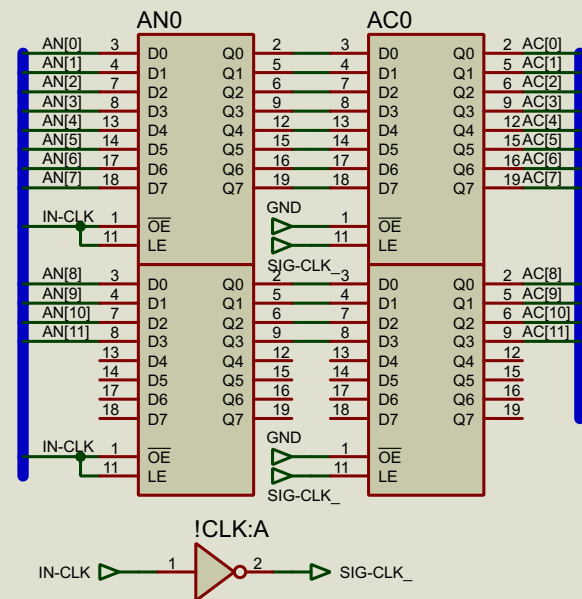 AN0 AC0
AN[0] 3 D0 Q0 2 3 D0 Q0 2 AC[0]
AN[1] 4 D1 Q1 5 4 D1 Q1 5 AC[1]
AN[2] 7 D2 Q2 6 7 D2 Q2 6 AC[2]
AN[3] 8 D3 Q3 9 8 D3 Q3 9 AC[3]
AN[4] 13 D4 Q4 12 13 D4 Q4 12 AC[4]
AN[5] 14 D5 Q5 15 14 D5 Q5 15 AC[5]
AN[6] 17 D6 Q6 16 17 D6 Q6 16 AC[6]
AN[7] 18 D7 Q7 19 18 D7 Q7 19 AC[7]
IN-CLK 1 OE GND 1 OE
11 LE 11 LE
SIG-CLK_
AN[8] 3 D0 Q0 2 3 D0 Q0 2 AC[8]
AN[9] 4 D1 Q1 5 4 D1 Q1 5 AC[9]
AN[10] 7 D2 Q2 6 7 D2 Q2 6 AC[10]
AN[11] 8 D3 Q3 9 8 D3 Q3 9 AC[11]
13 D4 Q4 12 13 D4 Q4 12
14 D5 Q5 15 14 D5 Q5 15
17 D6 Q6 16 17 D6 Q6 16
18 D7 Q7 19 18 D7 Q7 19
IN-CLK 1 OE GND 1 OE
11 LE 11 LE
SIG-CLK_
!CLK:A
IN-CLK 1 2 SIG-CLK_